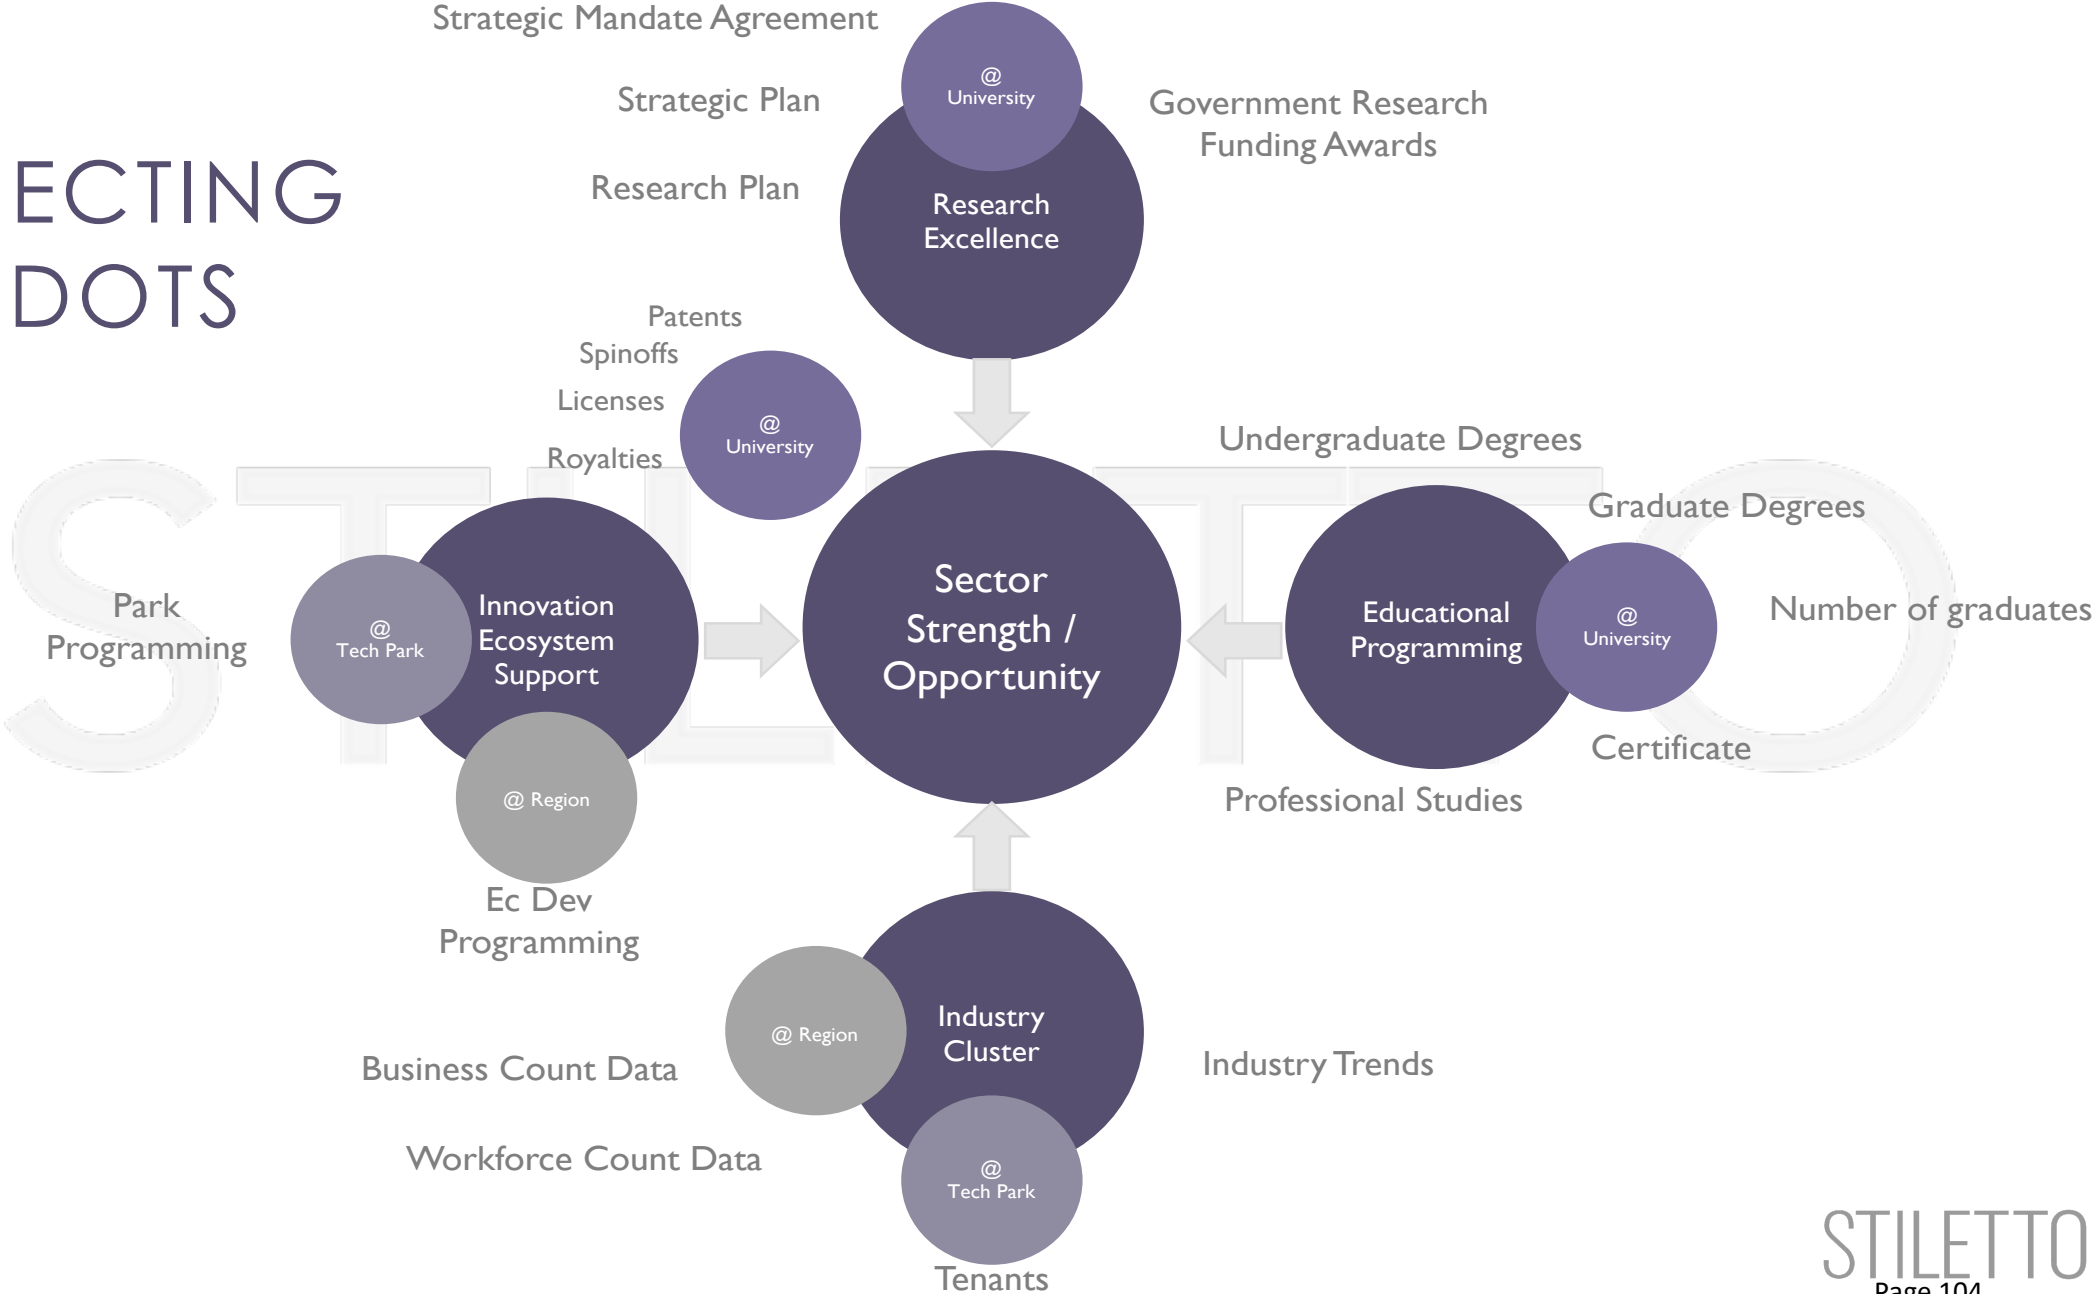 ECTING
DOTS
Strategic Mandate Agreement
Strategic Plan
Research Plan
@
University
Government Research
Funding Awards
Research
Excellence
Patents
Spinoffs
Licenses
Royalties
@
University
Undergraduate Degrees
Graduate Degrees
Number of graduates
Certificate
Professional Studies
STILETTO
Park
Programming
@
Tech Park
Innovation
Ecosystem
Support
@ Region
Ec Dev
Programming
Sector
Strength /
Opportunity
Educational
Programming
@
University
@ Region
Industry
Cluster
Business Count Data
Workforce Count Data
Industry Trends
@
Tech Park
Tenants
STILETTO
Page 104